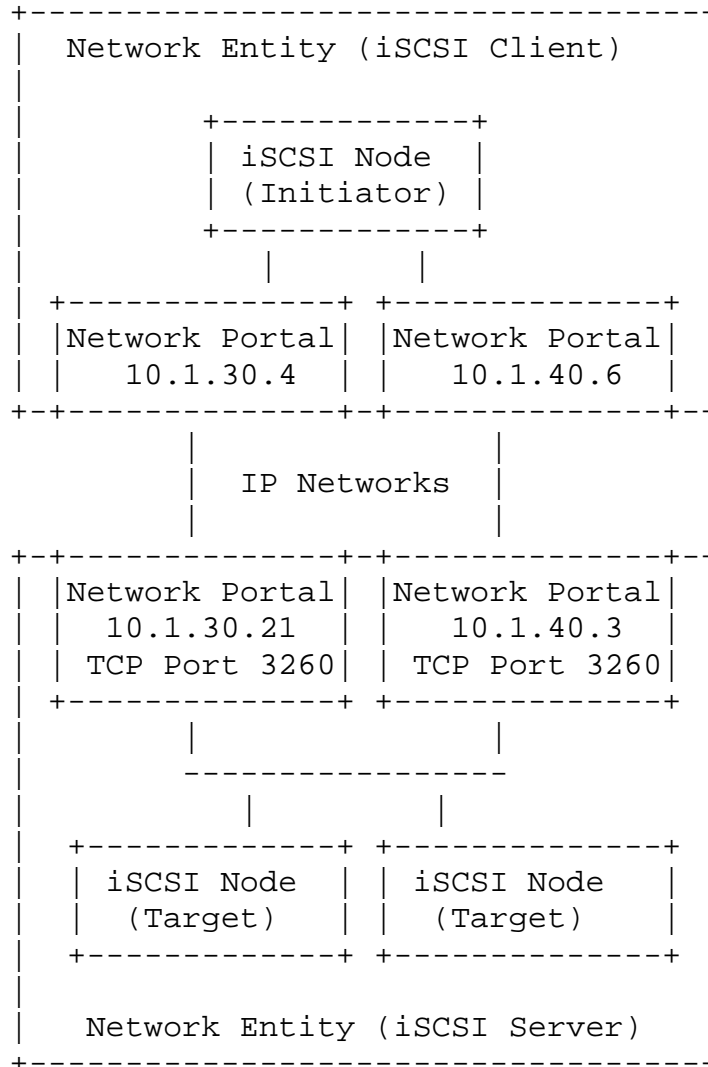 Network Entity (iSCSI Client)
iSCSI Node
(Initiator)
Network Portal Network Portal
10.1.30.4 10.1.40.6
IP Networks
Network Portal Network Portal
10.1.30.21 10.1.40.3
TCP Port 3260 TCP Port 3260
iSCSI Node iSCSI Node
(Target) (Target)
Network Entity (iSCSI Server)